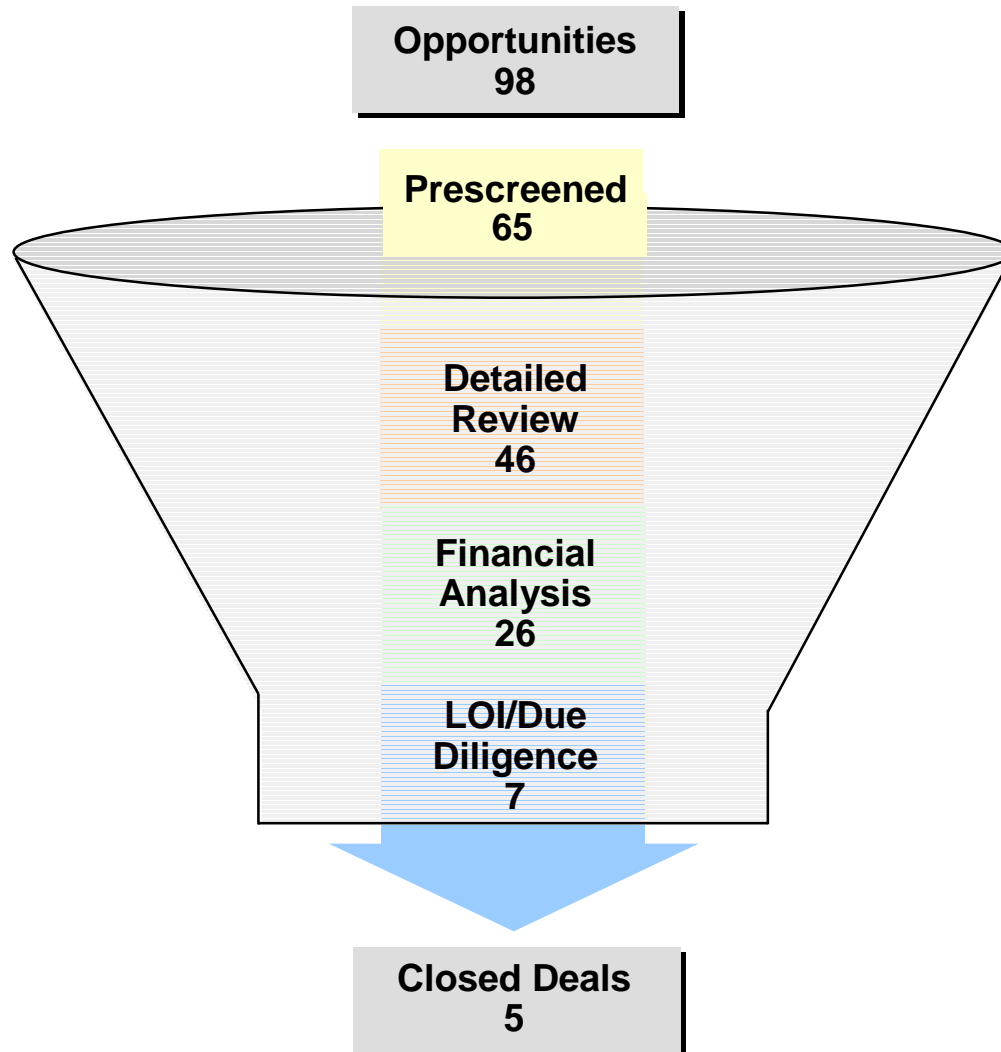 Opportunities
98
Prescreened
65
Detailed
Review
46
Financial
Analysis
26
LOI/Due
Diligence
7
Closed Deals
5